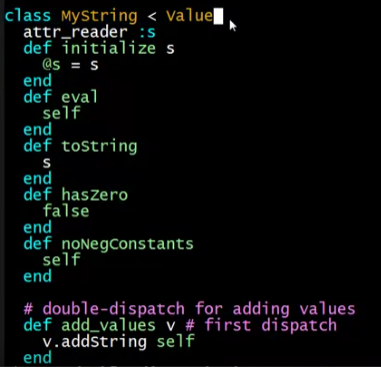 class MyString < Value
  attr_reader :s
  def initialize s
    @s = s
  end
  def eval
    self
  end
  def toString
    s
  end
  def hasZero
    false
  end
  def noNegConstants
    self
  end

  # double-dispatch for adding values
  def add_values v # first dispatch
    v.addString self
  end